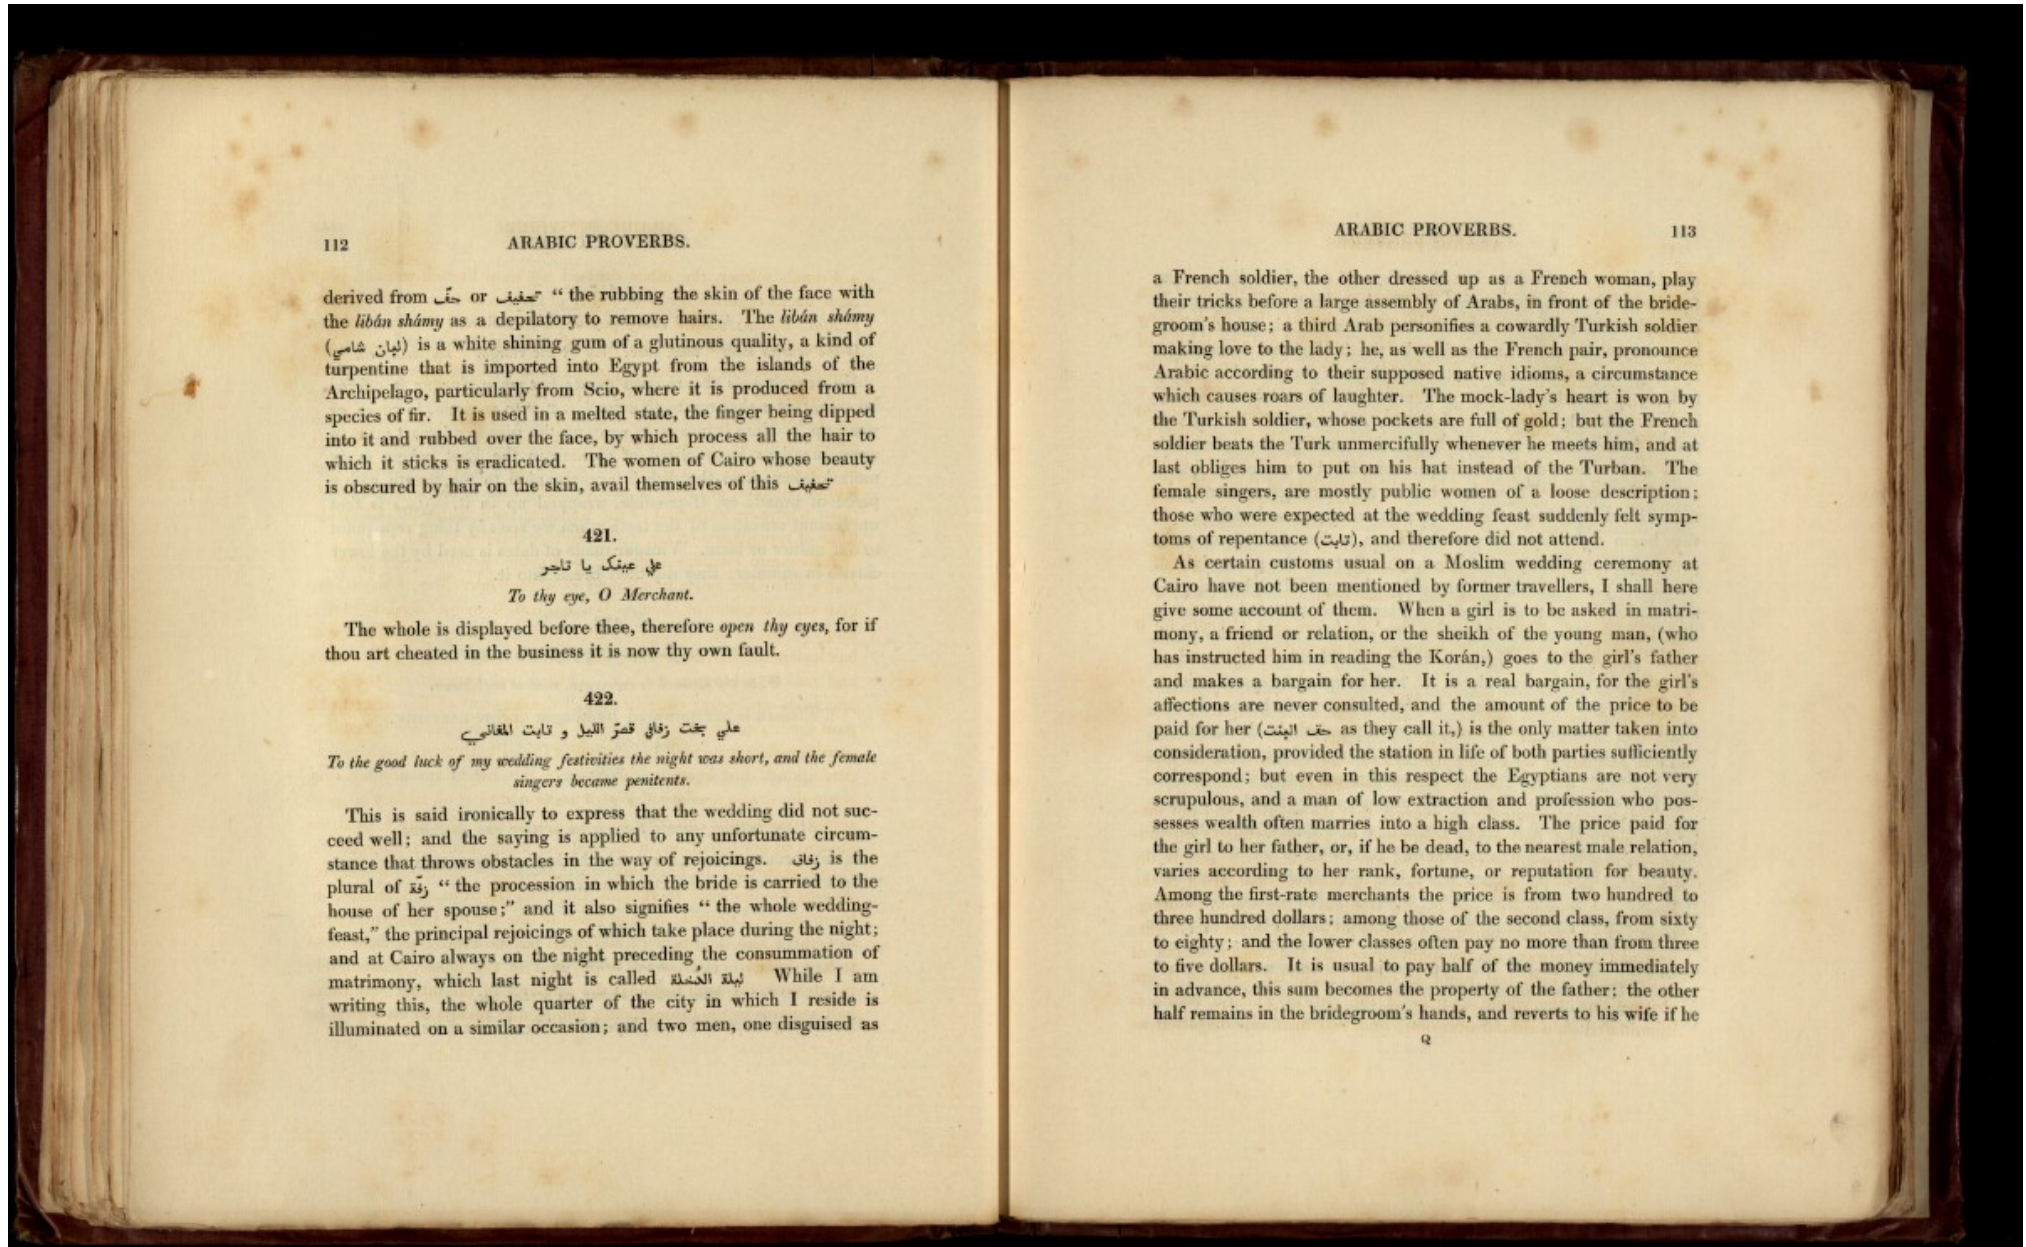 112 ARABIC PROVERBS.
derived from حفّ or تحفيف “ the rubbing the skin of the face with
the libán shámy as a depilatory to remove hairs. The libán shámy
(لبان شامي) is a white shining gum of a glutinous quality, a kind of
turpentine that is imported into Egypt from the islands of the
Archipelago, particularly from Scio, where it is produced from a
species of fir. It is used in a melted state, the finger being dipped
into it and rubbed over the face, by which process all the hair to
which it sticks is eradicated. The women of Cairo whose beauty
is obscured by hair on the skin, avail themselves of this تحفيف
421.
علي عينك يا تاجر
To thy eye, O Merchant.
The whole is displayed before thee, therefore open thy eyes, for if
thou art cheated in the business it is now thy own fault.
422.
علي بخت زفافي قصّر الليل و تابت المغاني
To the good luck of my wedding festivities the night was short, and the female
singers became penitents.
This is said ironically to express that the wedding did not suc-
ceed well; and the saying is applied to any unfortunate circum-
stance that throws obstacles in the way of rejoicings. زفاف is the
plural of زفّة “ the procession in which the bride is carried to the
house of her spouse;” and it also signifies “ the whole wedding-
feast,” the principal rejoicings of which take place during the night;
and at Cairo always on the night preceding the consummation of
matrimony, which last night is called ليلة الدُخلة While I am
writing this, the whole quarter of the city in which I reside is
illuminated on a similar occasion; and two men, one disguised as
ARABIC PROVERBS. 113
a French soldier, the other dressed up as a French woman, play
their tricks before a large assembly of Arabs, in front of the bride-
groom’s house; a third Arab personifies a cowardly Turkish soldier
making love to the lady; he, as well as the French pair, pronounce
Arabic according to their supposed native idioms, a circumstance
which causes roars of laughter. The mock-lady’s heart is won by
the Turkish soldier, whose pockets are full of gold; but the French
soldier beats the Turk unmercifully whenever he meets him, and at
last obliges him to put on his hat instead of the Turban. The
female singers, are mostly public women of a loose description;
those who were expected at the wedding feast suddenly felt symp-
toms of repentance (تابت), and therefore did not attend.
As certain customs usual on a Moslim wedding ceremony at
Cairo have not been mentioned by former travellers, I shall here
give some account of them. When a girl is to be asked in matri-
mony, a friend or relation, or the sheikh of the young man, (who
has instructed him in reading the Korán,) goes to the girl’s father
and makes a bargain for her. It is a real bargain, for the girl’s
affections are never consulted, and the amount of the price to be
paid for her (حق البنت as they call it,) is the only matter taken into
consideration, provided the station in life of both parties sufficiently
correspond; but even in this respect the Egyptians are not very
scrupulous, and a man of low extraction and profession who pos-
sesses wealth often marries into a high class. The price paid for
the girl to her father, or, if he be dead, to the nearest male relation,
varies according to her rank, fortune, or reputation for beauty.
Among the first-rate merchants the price is from two hundred to
three hundred dollars; among those of the second class, from sixty
to eighty; and the lower classes often pay no more than from three
to five dollars. It is usual to pay half of the money immediately
in advance, this sum becomes the property of the father; the other
half remains in the bridegroom’s hands, and reverts to his wife if he
Q